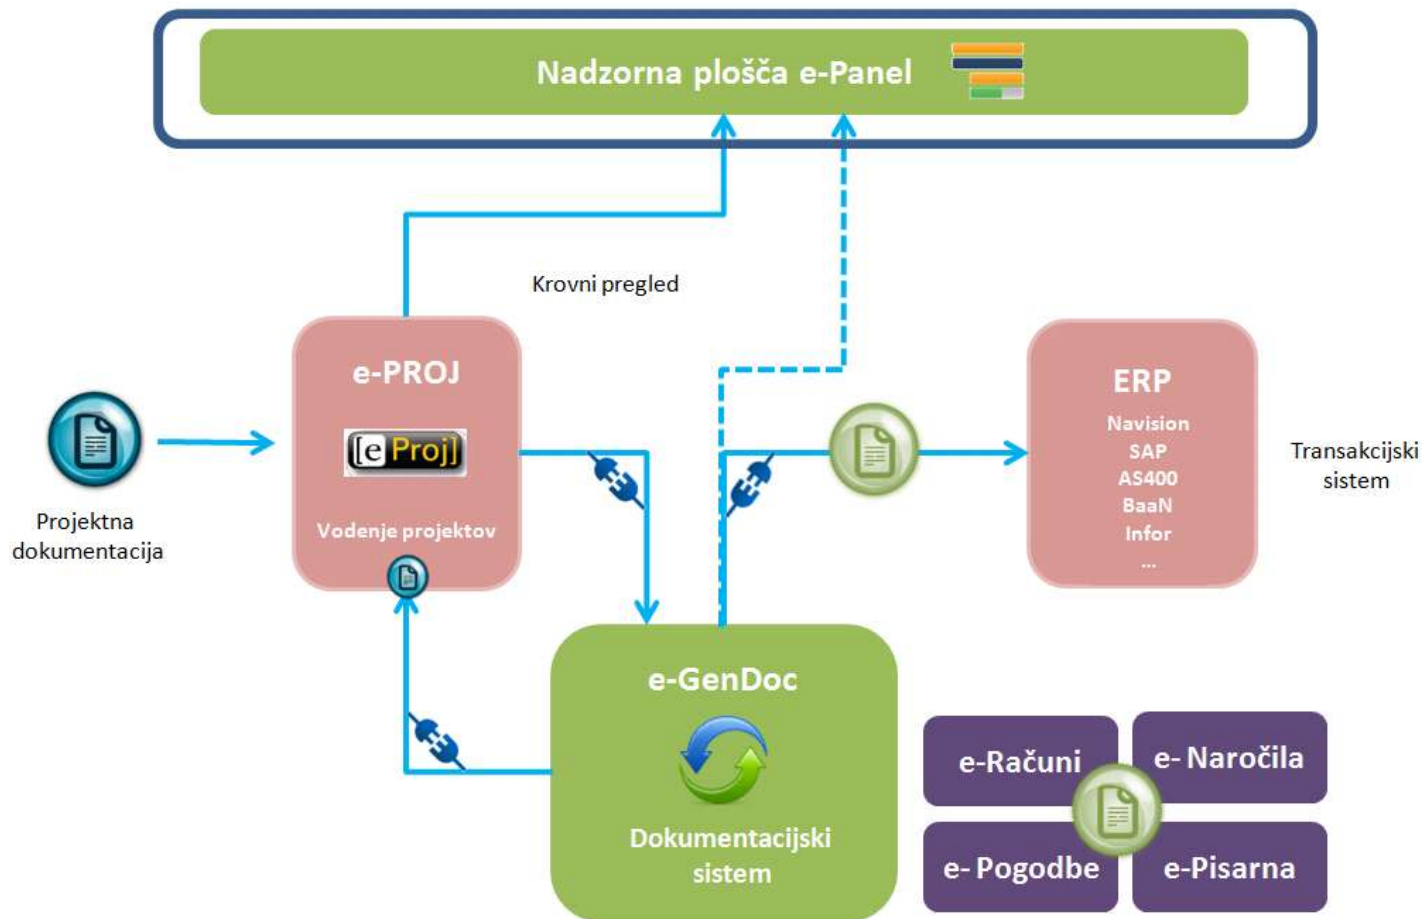 Nadzorna plošča e-Panel
Krovni pregled
e-PROJ
[e Proj]
Vodenje projektov
Projektna
dokumentacija
ERP
Navision
SAP
AS400
BaaN
Infor
...
Transakcijski
sistem
e-GenDoc
Dokumentacijski
sistem
e-Računi
e- Naročila
e- Pogodbe
e-Pisarna